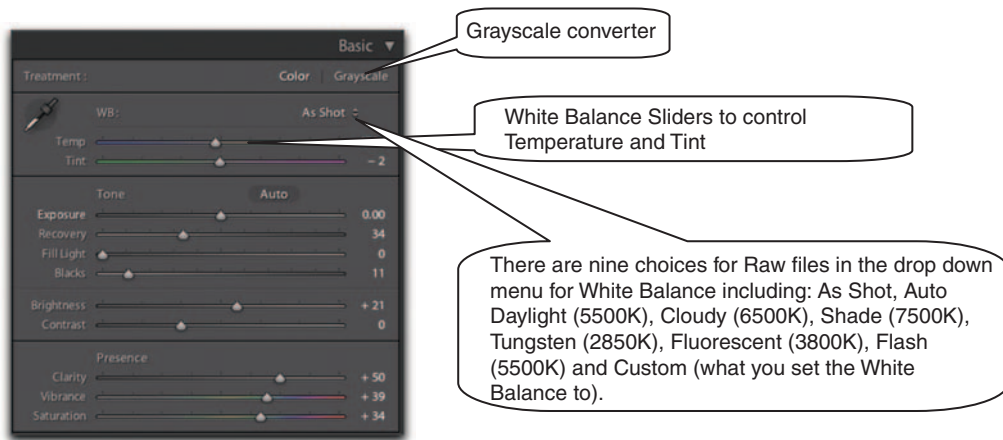 Basic
Treatment : Color Grayscale
WB: As Shot
Temp
Tint - 2
Tone Auto
Exposure 0.00
Recovery 34
Fill Light 0
Blacks 11
Brightness + 21
Contrast 0
Presence
Clarity + 50
Vibrance + 39
Saturation + 34
Grayscale converter
White Balance Sliders to control
Temperature and Tint
There are nine choices for Raw files in the drop down
menu for White Balance including: As Shot, Auto
Daylight (5500K), Cloudy (6500K), Shade (7500K),
Tungsten (2850K), Fluorescent (3800K), Flash
(5500K) and Custom (what you set the White
Balance to).